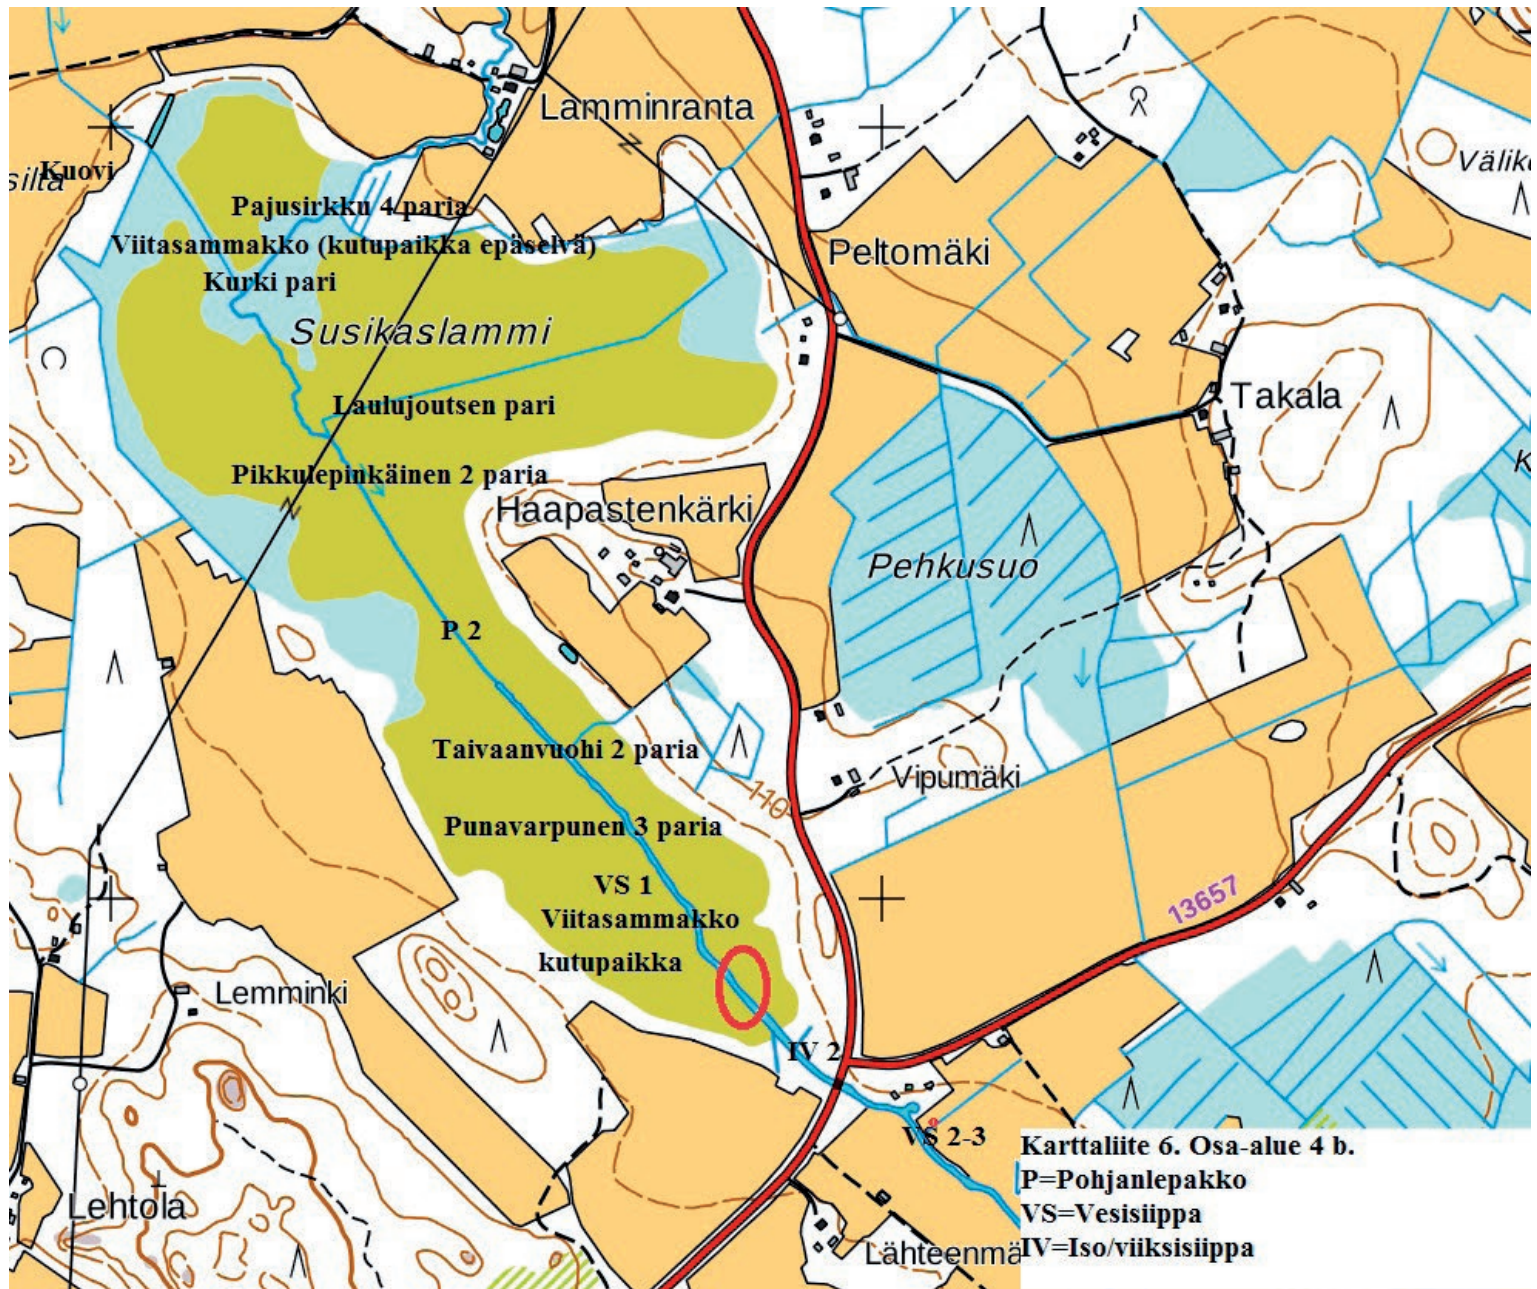 Lamminranta
Kuovi
silta
Välik
Pajusirkku 4 paria
Viitasammakko (kutupaikka epäselvä)
Peltomäki
Kurki pari
Susikaslammi
Takala
Laulujoutsen pari
Pikkulepinkäinen 2 paria
K
Haapastenkärki
Pehkusuo
P 2
Taivaanvuohi 2 paria
Vipumäki
110
Punavarpunen 3 paria
VS 1
13657
Viitasammakko
kutupaikka
Lemminki
IV 2
VS 2-3
Karttaliite 6. Osa-alue 4 b.
P=Pohjanlepakko
VS=Vesisiippa
IV=Iso/viiksisiippa
Lehtola
Lähteenmä